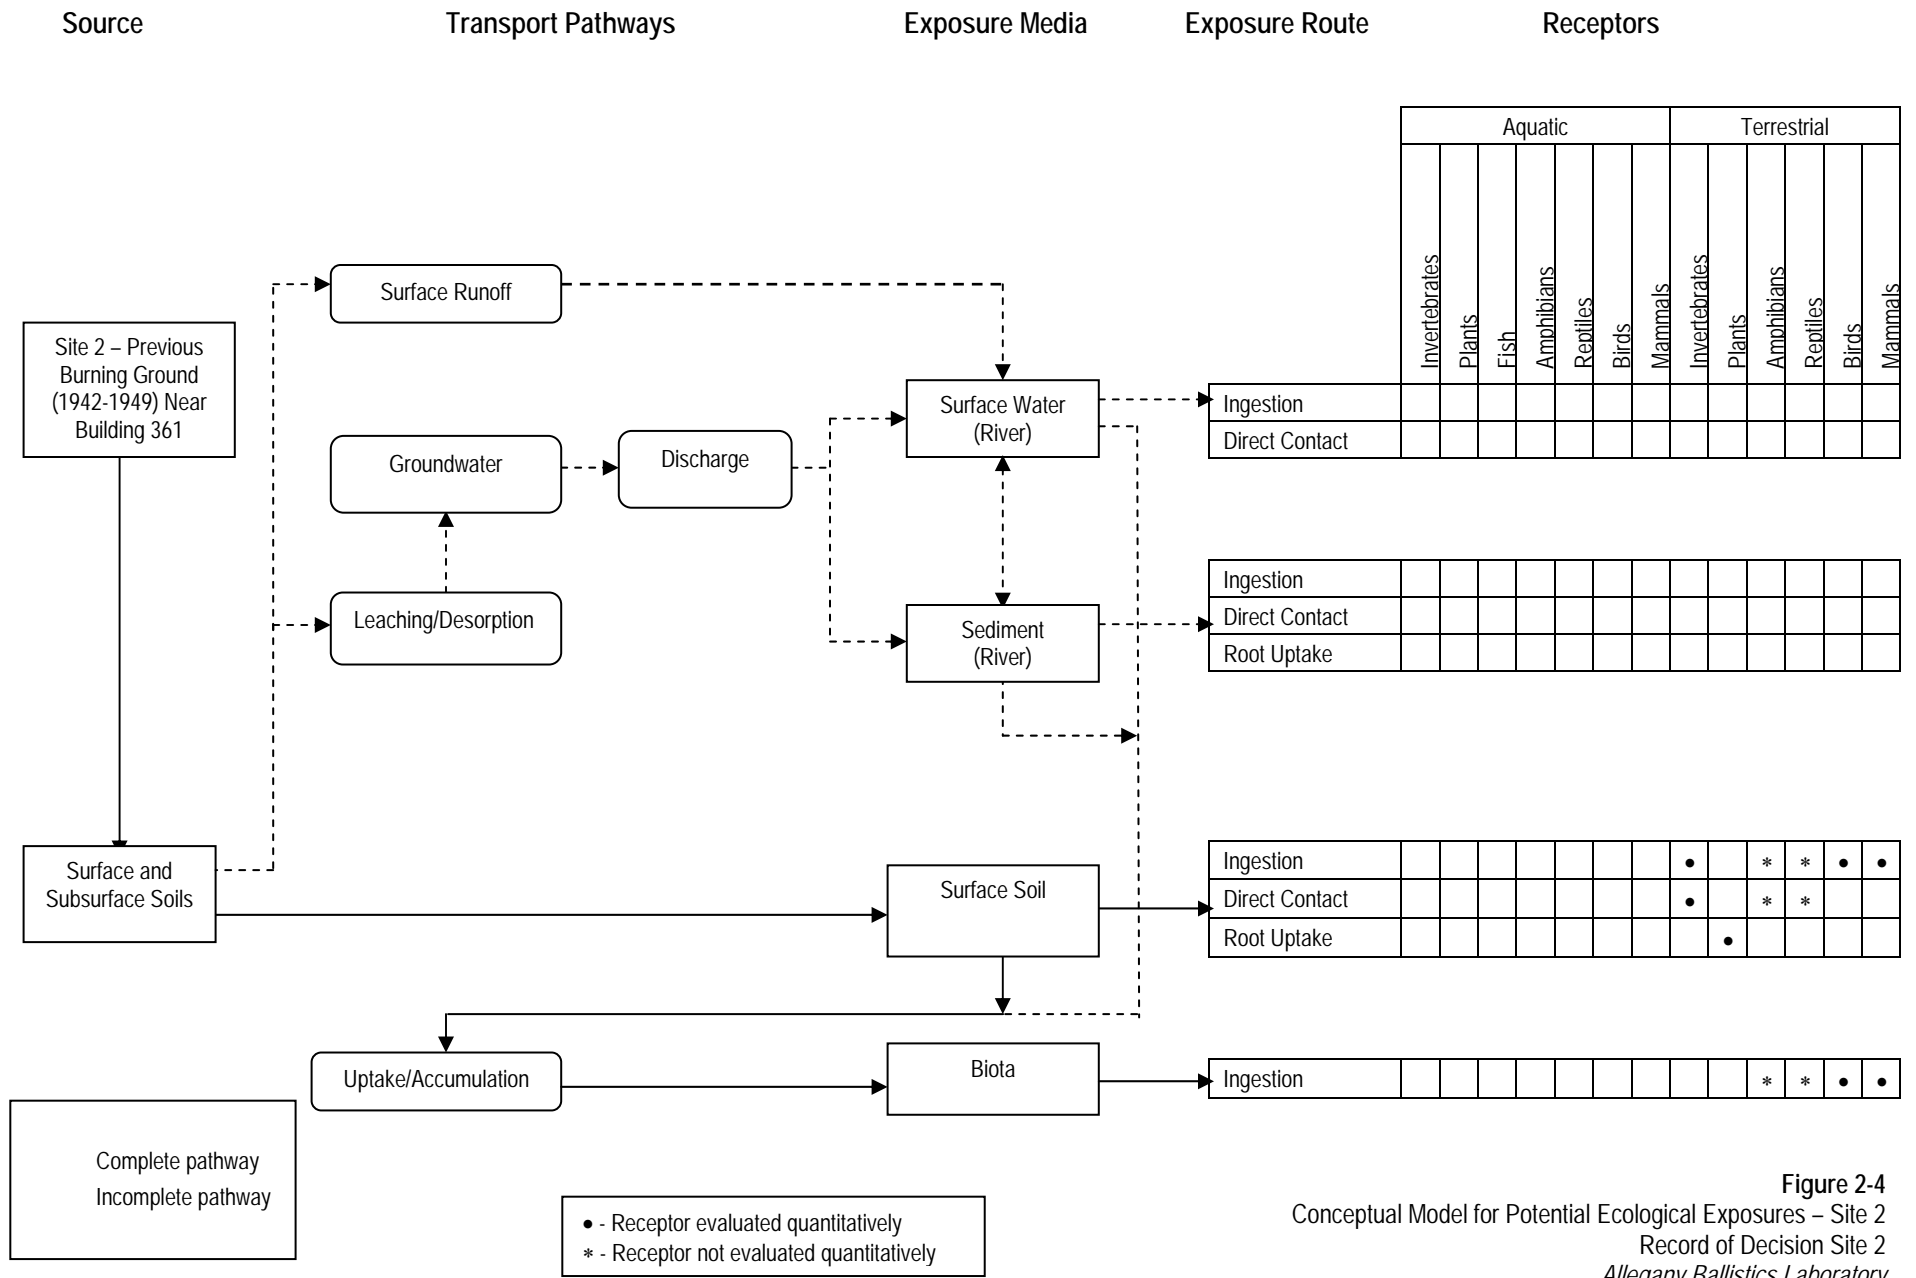 Source
Transport Pathways
Exposure Media
Exposure Route
Receptors
Aquatic
Terrestrial
Invertebrates
Plants
Fish
Amphibians
Reptiles
Birds
Mammals
Invertebrates
Plants
Amphibians
Reptiles
Birds
Mammals
Surface Runoff
Site 2 – Previous
Burning Ground
(1942-1949) Near
Building 361
Surface Water
(River)
Ingestion
Direct Contact
Groundwater
Discharge
Leaching/Desorption
Sediment
(River)
Ingestion
Direct Contact
Root Uptake
Surface and
Subsurface Soils
Surface Soil
Ingestion • * * • •
Direct Contact • * *
Root Uptake •
Uptake/Accumulation
Biota
Ingestion * * • •
Complete pathway
Incomplete pathway
• - Receptor evaluated quantitatively
* - Receptor not evaluated quantitatively
Figure 2-4
Conceptual Model for Potential Ecological Exposures – Site 2
Record of Decision Site 2
Allegany Ballistics Laboratory